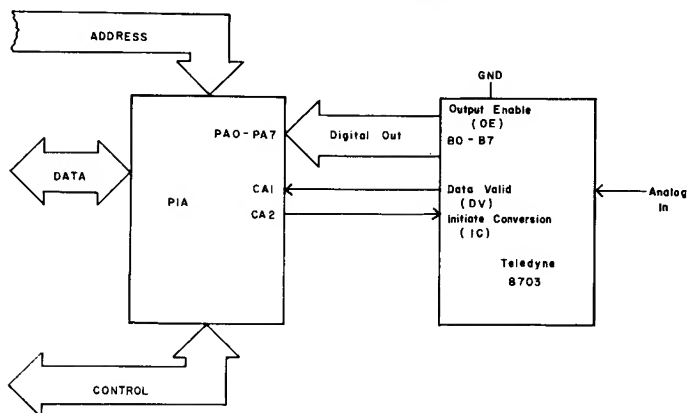 ADDRESS
GND
Output Enable
(OE)
PA0-PA7
Digital Out
B0-B7
DATA
CA1
Data Valid
(DV)
Analog
In
PIA
CA2
Initiate Conversion
(IC)
Teledyne
8703
CONTROL